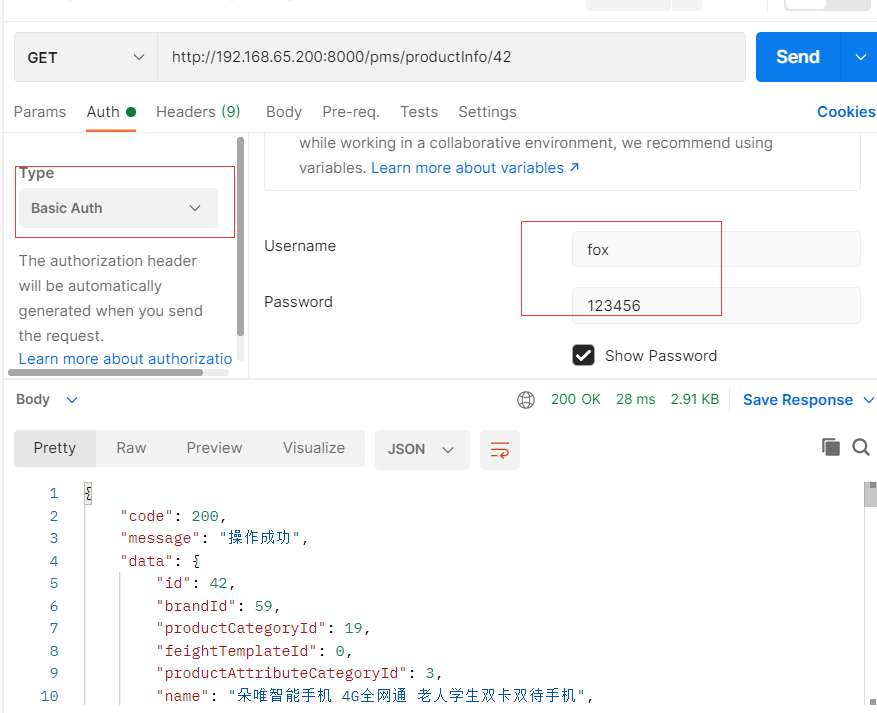 GET
http://192.168.65.200:8000/pms/productInfo/42
Send
Params Auth Headers (9) Body Pre-req. Tests Settings Cookies
while working in a collaborative environment, we recommend using
variables. Learn more about variables ↗
Type
Basic Auth
The authorization header
will be automatically
generated when you send
the request.
Learn more about authorizatio
Username fox
Password 123456
Show Password
Body 200 OK 28 ms 2.91 KB Save Response
Pretty Raw Preview Visualize JSON
1 {
2 "code": 200,
3 "message": "操作成功",
4 "data": {
5 "id": 42,
6 "brandId": 59,
7 "productCategoryId": 19,
8 "feightTemplateId": 0,
9 "productAttributeCategoryId": 3,
10 "name": "朵唯智能手机 4G全网通 老人学生双卡双待手机",